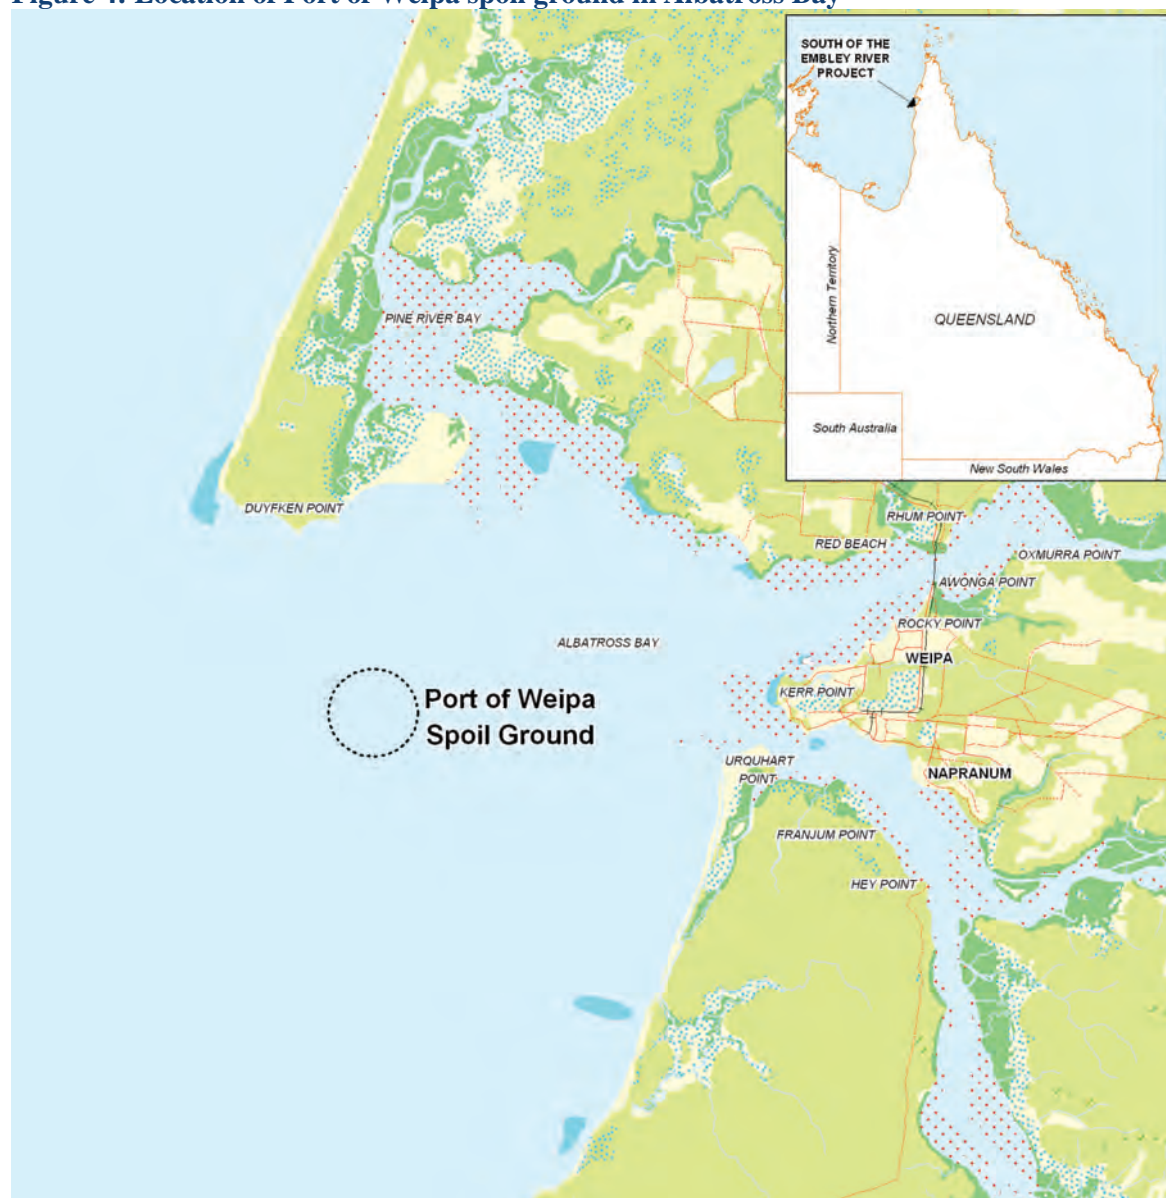 Figure 4: Location of Port of Weipa spoil ground in Albatross Bay
SOUTH OF THE
EMBLEY RIVER
PROJECT
Northern Territory
QUEENSLAND
South Australia
New South Wales
PINE RIVER BAY
DUYFKEN POINT
RHUM POINT
RED BEACH
OXMURRA POINT
AWONGA POINT
ROCKY POINT
ALBATROSS BAY
WEIPA
KERR POINT
Port of Weipa
Spoil Ground
URQUHART
POINT
NAPRANUM
FRANJUM POINT
HEY POINT